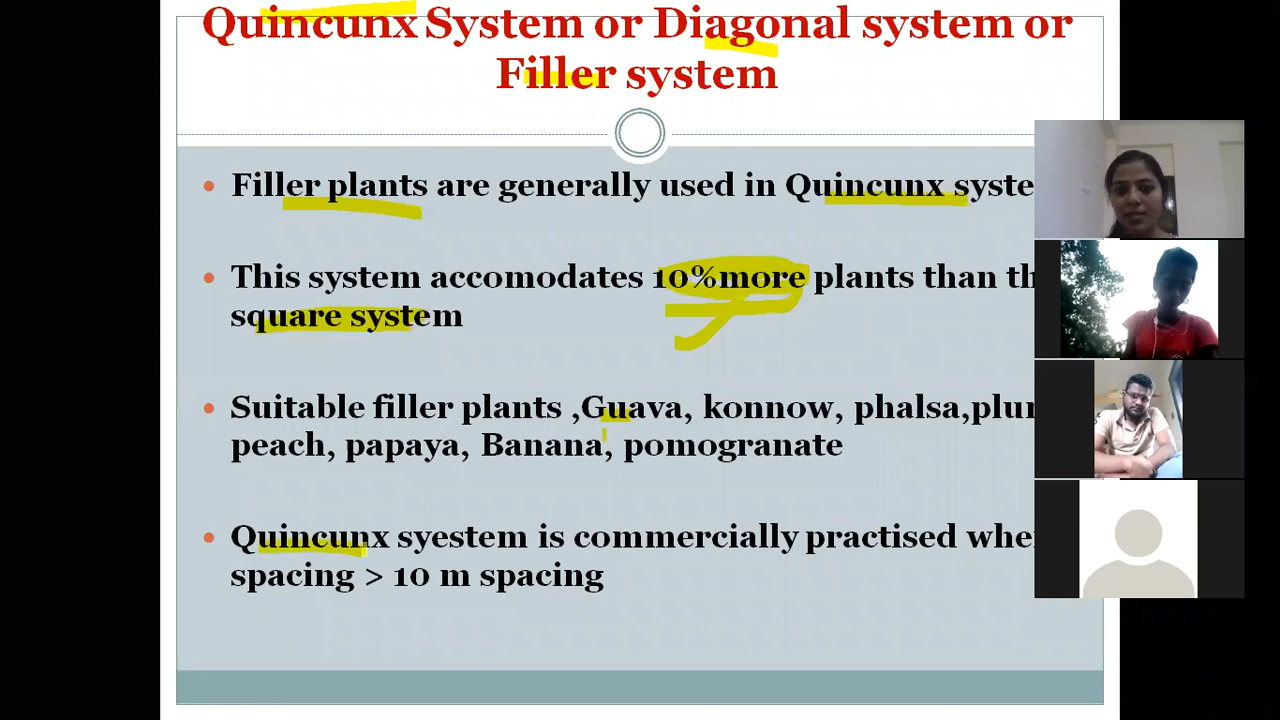 Quincunx System or Diagonal system or
Filler system
Filler plants are generally used in Quincunx syste
This system accomodates 10%more plants than th
square system
Suitable filler plants ,Guava, konnow, phalsa,plum
peach, papaya, Banana, pomogranate
Quincunx syestem is commercially practised when
spacing > 10 m spacing